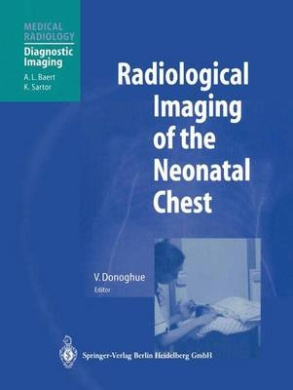 MEDICAL
RADIOLOGY
Diagnostic
Imaging
A. L. Baert
K. Sartor
Radiological
Imaging
of the
Neonatal
Chest
V. Donoghue
Editor
Springer-Verlag Berlin Heidelberg GmbH